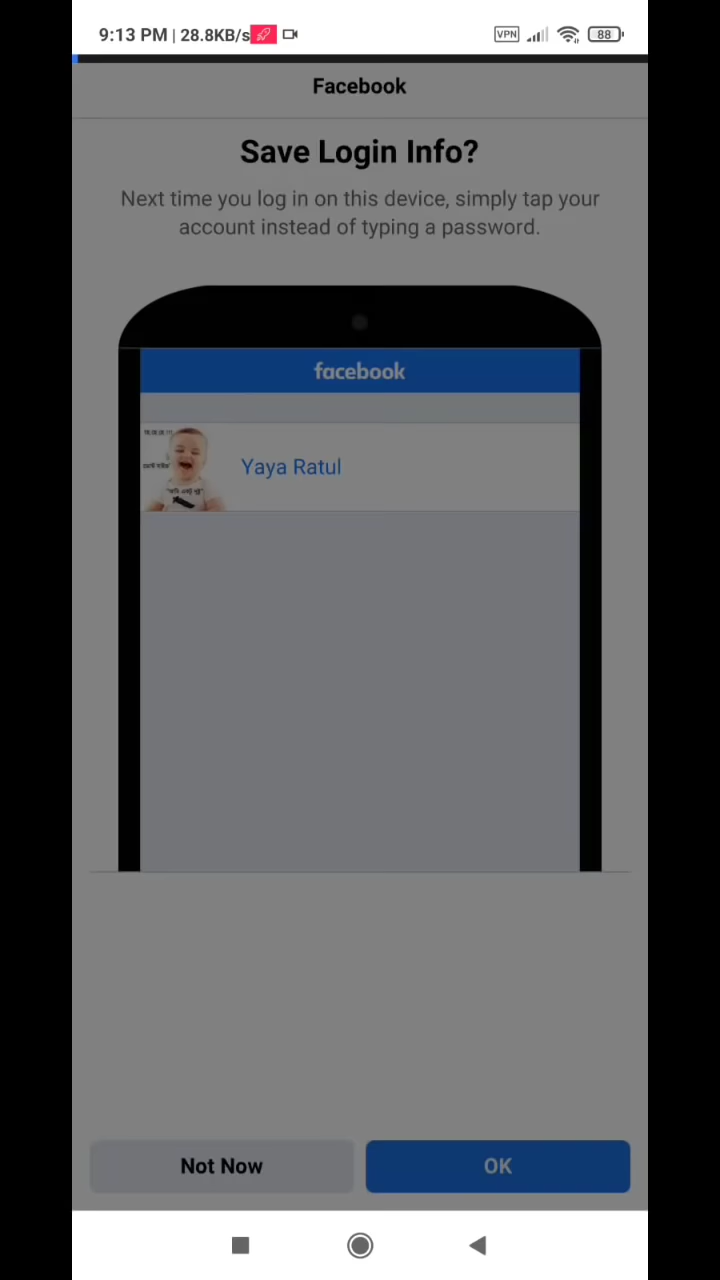 9:13 PM | 28.8KB/s
VPN
88
Facebook
Save Login Info?
Next time you log in on this device, simply tap your
account instead of typing a password.
facebook
Yaya Ratul
Not Now
OK